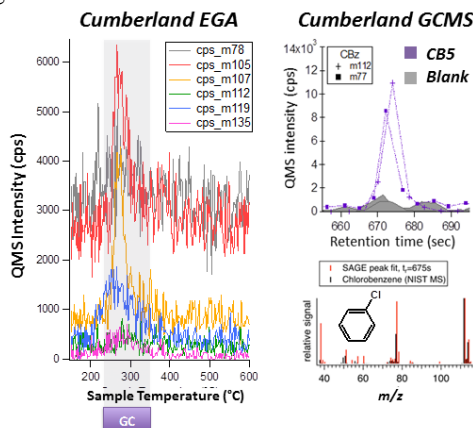 Cumberland EGA
cps_m78
cps_m105
cps_m107
cps_m112
cps_m119
cps_m135
QMS Intensity (cps)
6000
5000
4000
3000
2000
1000
0
200
300
400
500
600
Sample Temperature (°C)
GC
Cumberland GCMS
14×10³
12
10
8
6
4
2
0
QMS intensity (cps)
CBz
m112
m77
CB5
Blank
660
670
680
690
Retention time (sec)
SAGE peak fit, tᵣ=675s
Chlorobenzene (NIST MS)
Cl
relative signal
40
60
80
100
m/z